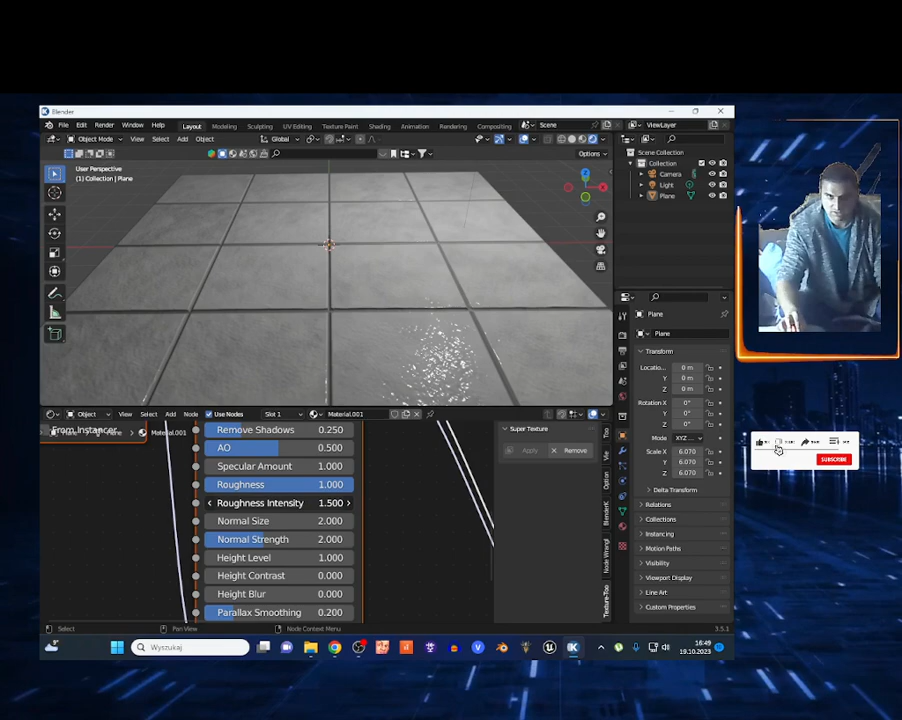 Blender
File Edit Render Window Help Layout Modeling Sculpting UV Editing Texture Paint Shading Animation Rendering Compositing Scene ViewLayer
Object Mode View Select Add Object Global
Options
User Perspective
(1) Collection | Plane
Scene Collection
Collection
Camera
Light
Plane
Plane
Plane
Transform
X 0 m
Y 0 m
Z 0 m
Rotation X 0°
Y 0°
Z 0°
Mode XYZ
Scale X 6.070
Y 6.070
Z 6.070
Delta Transform
Relations
Collections
Instancing
Motion Paths
Visibility
Viewport Display
Line Art
Custom Properties
Object View Select Add Node Use Nodes Slot 1 Material.001
From Instancer
Material.001
Remove Shadows 0.250
AO 0.500
Specular Amount 1.000
Roughness 1.000
Roughness Intensity 1.500
Normal Size 2.000
Normal Strength 2.000
Height Level 1.000
Height Contrast 0.000
Height Blur 0.000
Parallax Smoothing 0.200
Super Texture
Apply Remove
Option
Select Pan View Node Context Menu 3.5.1
Wyszukaj
16:49
19.10.2023
SUBSCRIBE